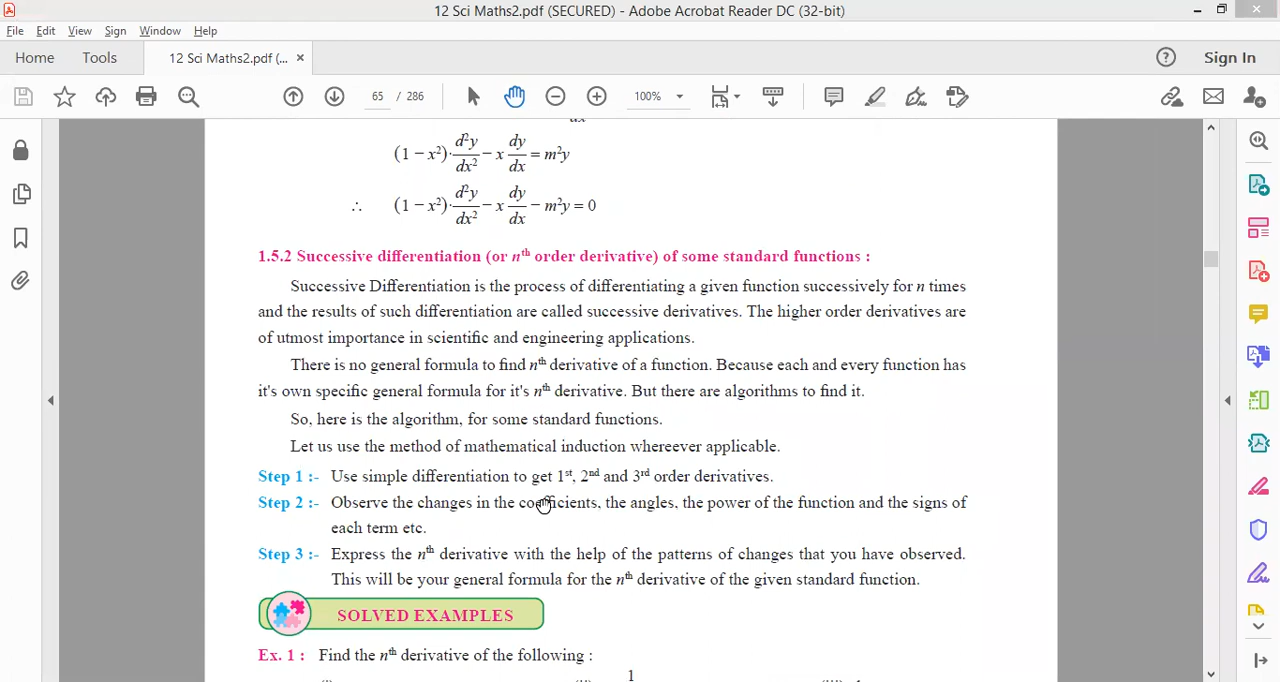 12 Sci Maths2.pdf (SECURED) - Adobe Acrobat Reader DC (32-bit)
File Edit View Sign Window Help
Home Tools 12 Sci Maths2.pdf (... × Sign In
65 / 286 100%
dx
(1 − x²)·d²y/dx² − x dy/dx = m²y
∴ (1 − x²)·d²y/dx² − x dy/dx − m²y = 0
1.5.2 Successive differentiation (or nth order derivative) of some standard functions :
Successive Differentiation is the process of differentiating a given function successively for n times
and the results of such differentiation are called successive derivatives. The higher order derivatives are
of utmost importance in scientific and engineering applications.
There is no general formula to find nth derivative of a function. Because each and every function has
it's own specific general formula for it's nth derivative. But there are algorithms to find it.
So, here is the algorithm, for some standard functions.
Let us use the method of mathematical induction whereever applicable.
Step 1 :- Use simple differentiation to get 1st, 2nd and 3rd order derivatives.
Step 2 :- Observe the changes in the coefficients, the angles, the power of the function and the signs of
each term etc.
Step 3 :- Express the nth derivative with the help of the patterns of changes that you have observed.
This will be your general formula for the nth derivative of the given standard function.
SOLVED EXAMPLES
Ex. 1 : Find the nth derivative of the following :
1